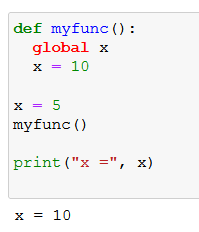 def myfunc():
  global x
  x = 10
x = 5
myfunc()
print("x =", x)
x = 10